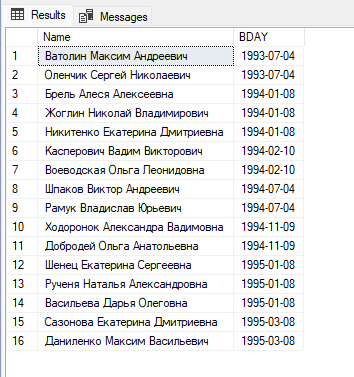 Results Messages
Name BDAY
1 Ватолин Максим Андреевич 1993-07-04
2 Оленчик Сергей Николаевич 1993-07-04
3 Брель Алеся Алексеевна 1994-01-08
4 Жоглин Николай Владимирович 1994-01-08
5 Никитенко Екатерина Дмитриевна 1994-01-08
6 Касперович Вадим Викторович 1994-02-10
7 Воеводская Ольга Леонидовна 1994-02-10
8 Шпаков Виктор Андреевич 1994-07-04
9 Рамук Владислав Юрьевич 1994-07-04
10 Ходоронок Александра Вадимовна 1994-11-09
11 Добродей Ольга Анатольевна 1994-11-09
12 Шенец Екатерина Сергеевна 1995-01-08
13 Рученя Наталья Александровна 1995-01-08
14 Васильева Дарья Олеговна 1995-01-08
15 Сазонова Екатерина Дмитриевна 1995-03-08
16 Даниленко Максим Васильевич 1995-03-08